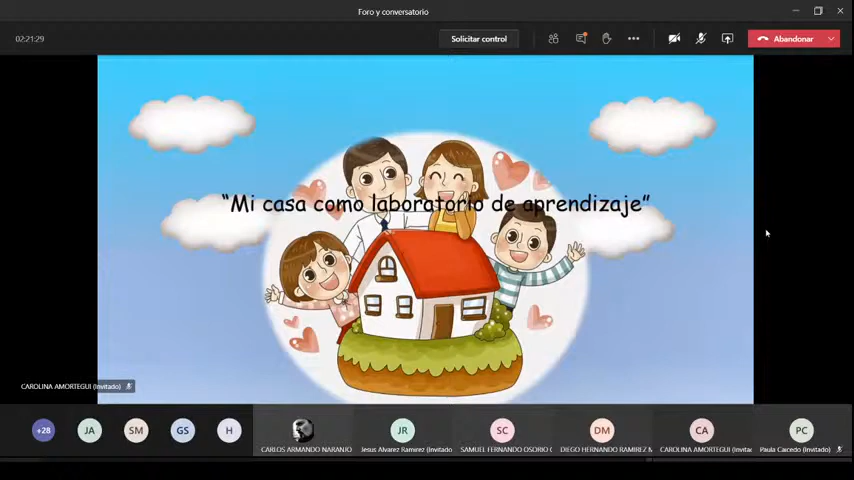 Foro y conversatorio
02:21:29
Solicitar control
Abandonar
“Mi casa como laboratorio de aprendizaje”
CAROLINA AMORTEGUI (Invitado)
+28
JA
SM
GS
H
JR
SC
DM
CA
PC
CARLOS ARMANDO NARANJO
Jesus Alvarez Ramirez (Invitado
SAMUEL FERNANDO OSORIO C
DIEGO HERNANDO RAMIREZ M
CAROLINA AMORTEGUI (Invitac
Paula Caicedo (Invitado)